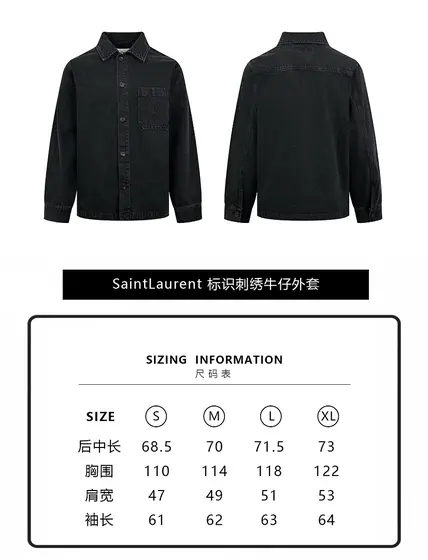 SaintLaurent 标识刺绣牛仔外套
SIZING INFORMATION
尺码表
SIZE S M L XL
后中长 68.5 70 71.5 73
胸围 110 114 118 122
肩宽 47 49 51 53
袖长 61 62 63 64